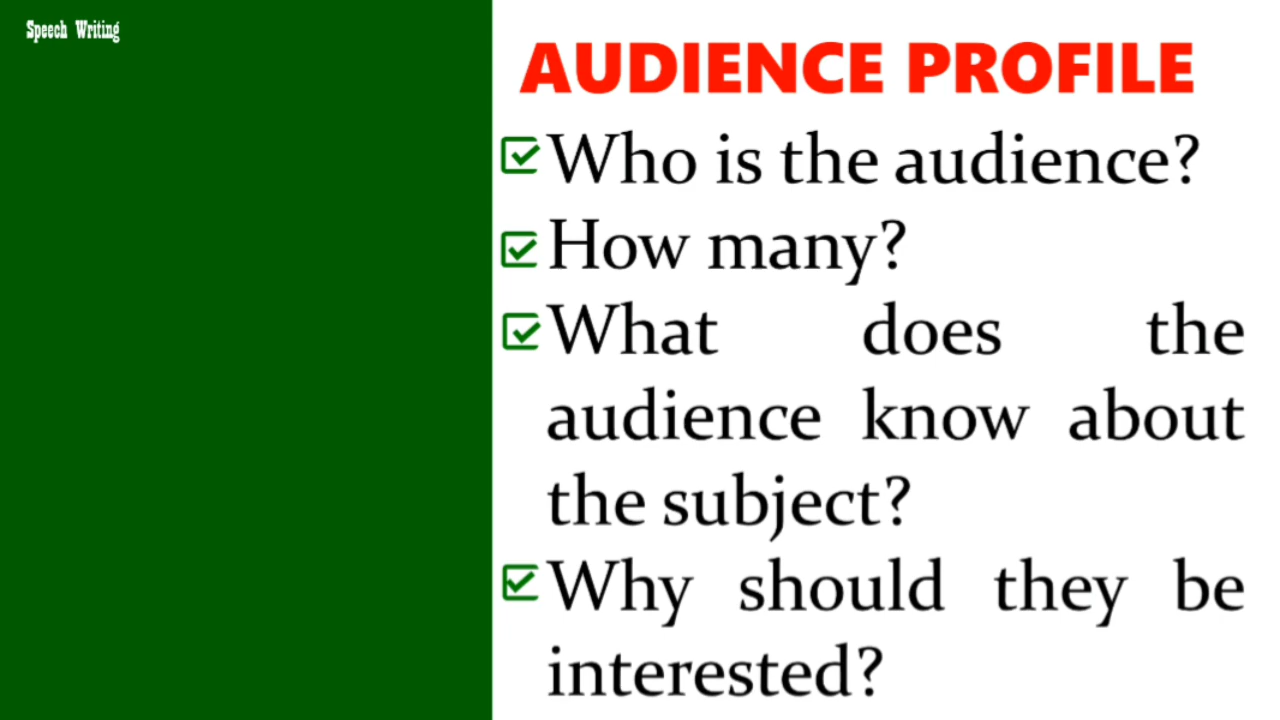 Speech Writing
AUDIENCE PROFILE
Who is the audience?
How many?
What does the
audience know about
the subject?
Why should they be
interested?